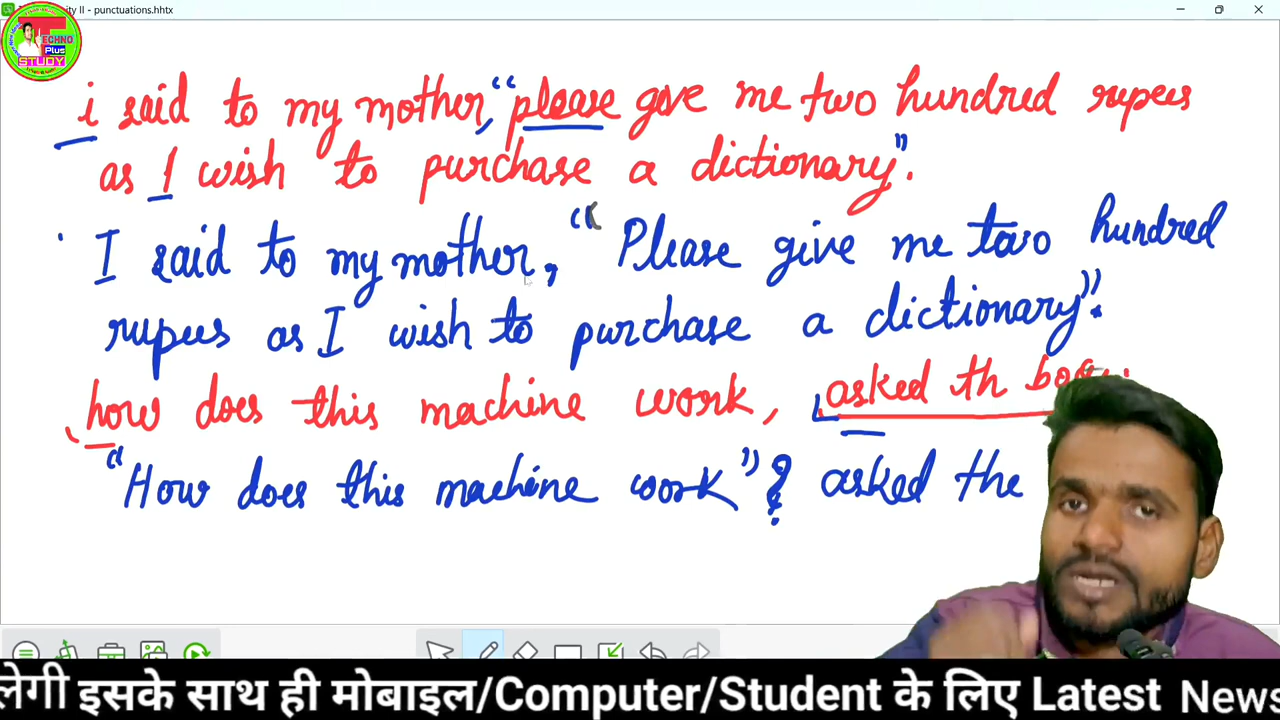 ity II - punctuations.hhtx
TECHNO
Plus
STUDY
i said to my mother, “please give me two hundred rupees
as I wish to purchase a dictionary”.
I said to my mother, “ Please give me two hundred
rupees as I wish to purchase a dictionary”.
how does this machine work, asked th
“How does this machine work”? asked the
लेगी इसके साथ ही मोबाइल/Computer/Student के लिए Latest News